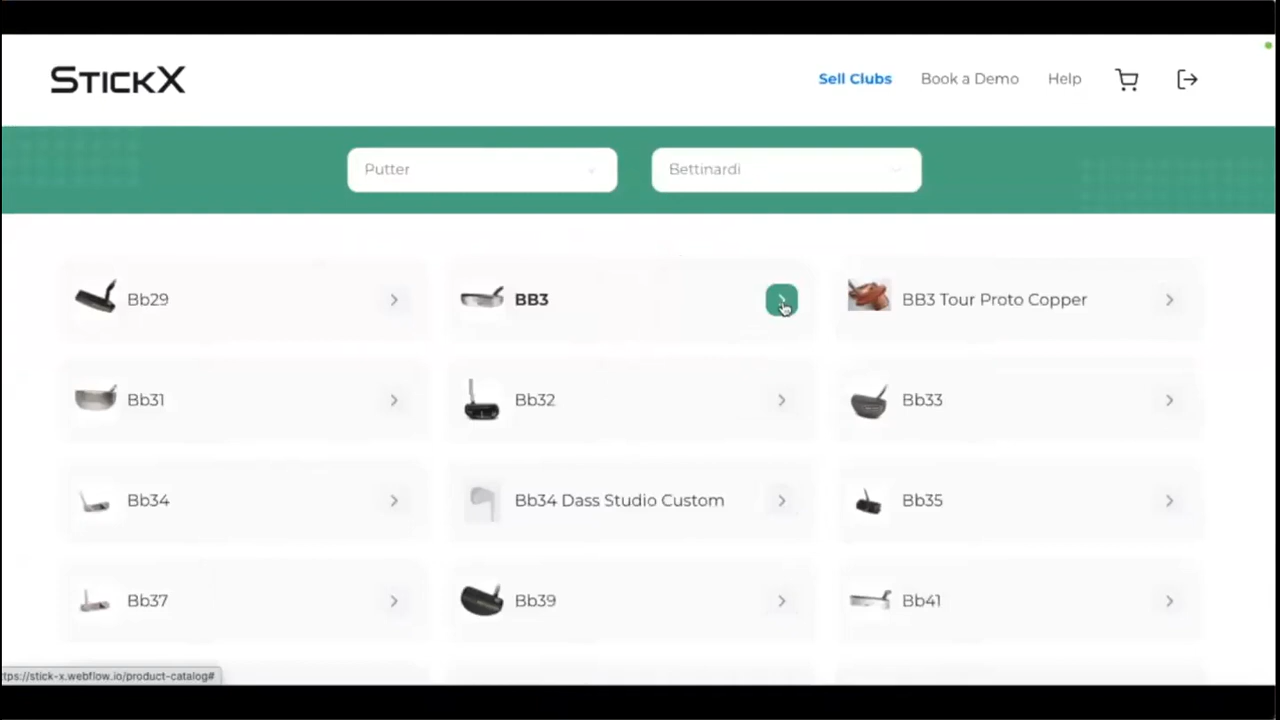 STICKX
Sell Clubs
Book a Demo
Help
Putter
Bettinardi
Bb29
BB3
BB3 Tour Proto Copper
Bb31
Bb32
Bb33
Bb34
Bb34 Dass Studio Custom
Bb35
Bb37
Bb39
Bb41
ttps://stick-x.webflow.io/product-catalog#